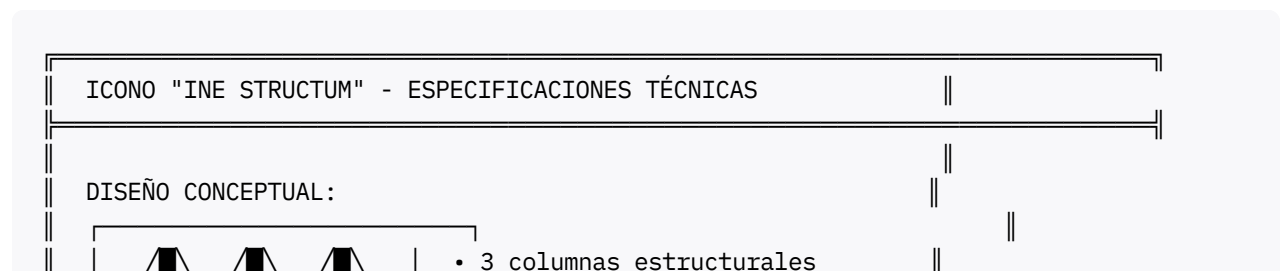 ICONO "INE STRUCTUM" - ESPECIFICACIONES TÉCNICAS
DISEÑO CONCEPTUAL:
• 3 columnas estructurales